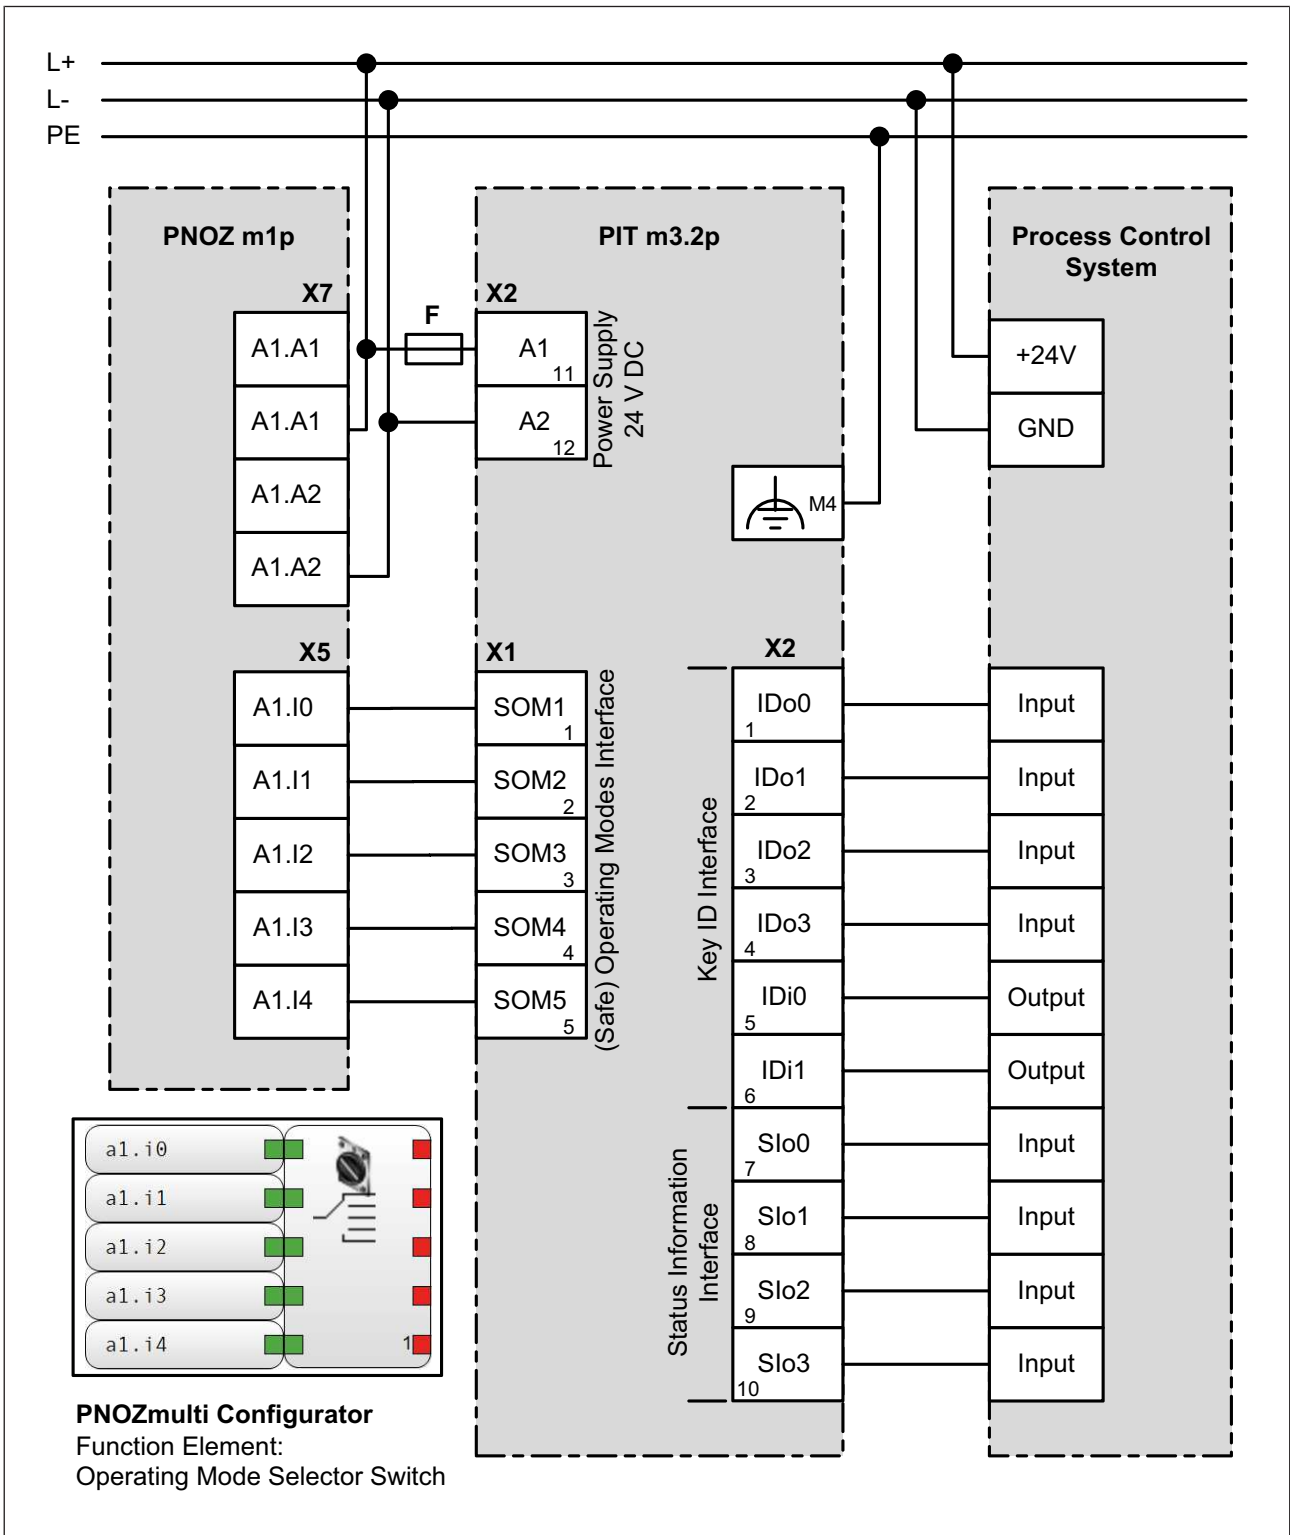 L+
L-
PE
PNOZ m1p
PIT m3.2p
Process Control
System
X7
A1.A1
A1.A1
A1.A2
A1.A2
F
X2
A1
11
A2
12
Power Supply
24 V DC
M4
+24V
GND
X5
A1.I0
A1.I1
A1.I2
A1.I3
A1.I4
X1
SOM1
1
SOM2
2
SOM3
3
SOM4
4
SOM5
5
(Safe) Operating Modes Interface
X2
Key ID Interface
IDo0
1
IDo1
2
IDo2
3
IDo3
4
IDi0
5
IDi1
6
Status Information
Interface
SIo0
7
SIo1
8
SIo2
9
SIo3
10
Input
Input
Input
Input
Output
Output
Input
Input
Input
Input
a1.i0
a1.i1
a1.i2
a1.i3
a1.i4
1
PNOZmulti Configurator
Function Element:
Operating Mode Selector Switch